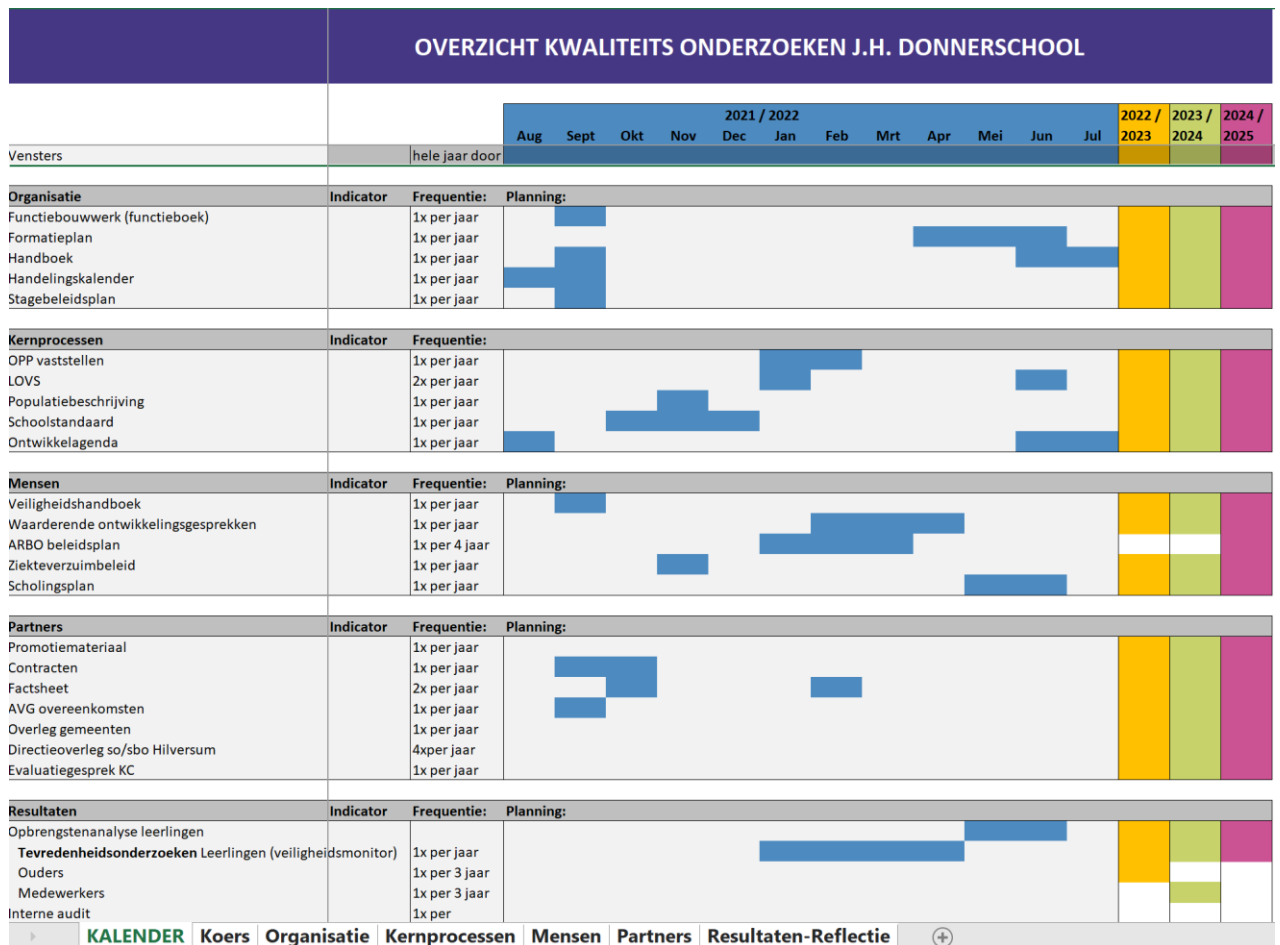 OVERZICHT KWALITEITS ONDERZOEKEN J.H. DONNERSCHOOL
2021 / 2022 2022 / 2023 / 2024 /
Aug Sept Okt Nov Dec Jan Feb Mrt Apr Mei Jun Jul 2023 2024 2025
Vensters hele jaar door
Organisatie Indicator Frequentie: Planning:
Functiebouwwerk (functieboek) 1x per jaar
Formatieplan 1x per jaar
Handboek 1x per jaar
Handelingskalender 1x per jaar
Stagebeleidsplan 1x per jaar
Kernprocessen Indicator Frequentie:
OPP vaststellen 1x per jaar
LOVS 2x per jaar
Populatiebeschrijving 1x per jaar
Schoolstandaard 1x per jaar
Ontwikkelagenda 1x per jaar
Mensen Indicator Frequentie: Planning:
Veiligheidshandboek 1x per jaar
Waarderende ontwikkelingsgesprekken 1x per jaar
ARBO beleidsplan 1x per 4 jaar
Ziekteverzuimbeleid 1x per jaar
Scholingsplan 1x per jaar
Partners Indicator Frequentie: Planning:
Promotiemateriaal 1x per jaar
Contracten 1x per jaar
Factsheet 2x per jaar
AVG overeenkomsten 1x per jaar
Overleg gemeenten 1x per jaar
Directieoverleg so/sbo Hilversum 4xper jaar
Evaluatiegesprek KC 1x per jaar
Resultaten Indicator Frequentie: Planning:
Opbrengstenanalyse leerlingen
Tevredenheidsonderzoeken Leerlingen (veiligheidsmonitor) 1x per jaar
Ouders 1x per 3 jaar
Medewerkers 1x per 3 jaar
Interne audit 1x per
KALENDER Koers Organisatie Kernprocessen Mensen Partners Resultaten-Reflectie